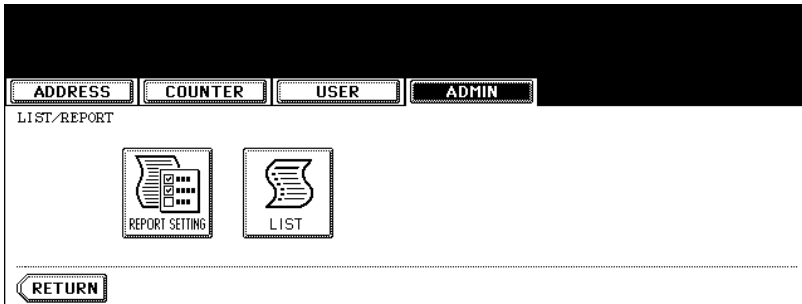 ADDRESS COUNTER USER ADMIN
LIST/REPORT
REPORT SETTING LIST
RETURN